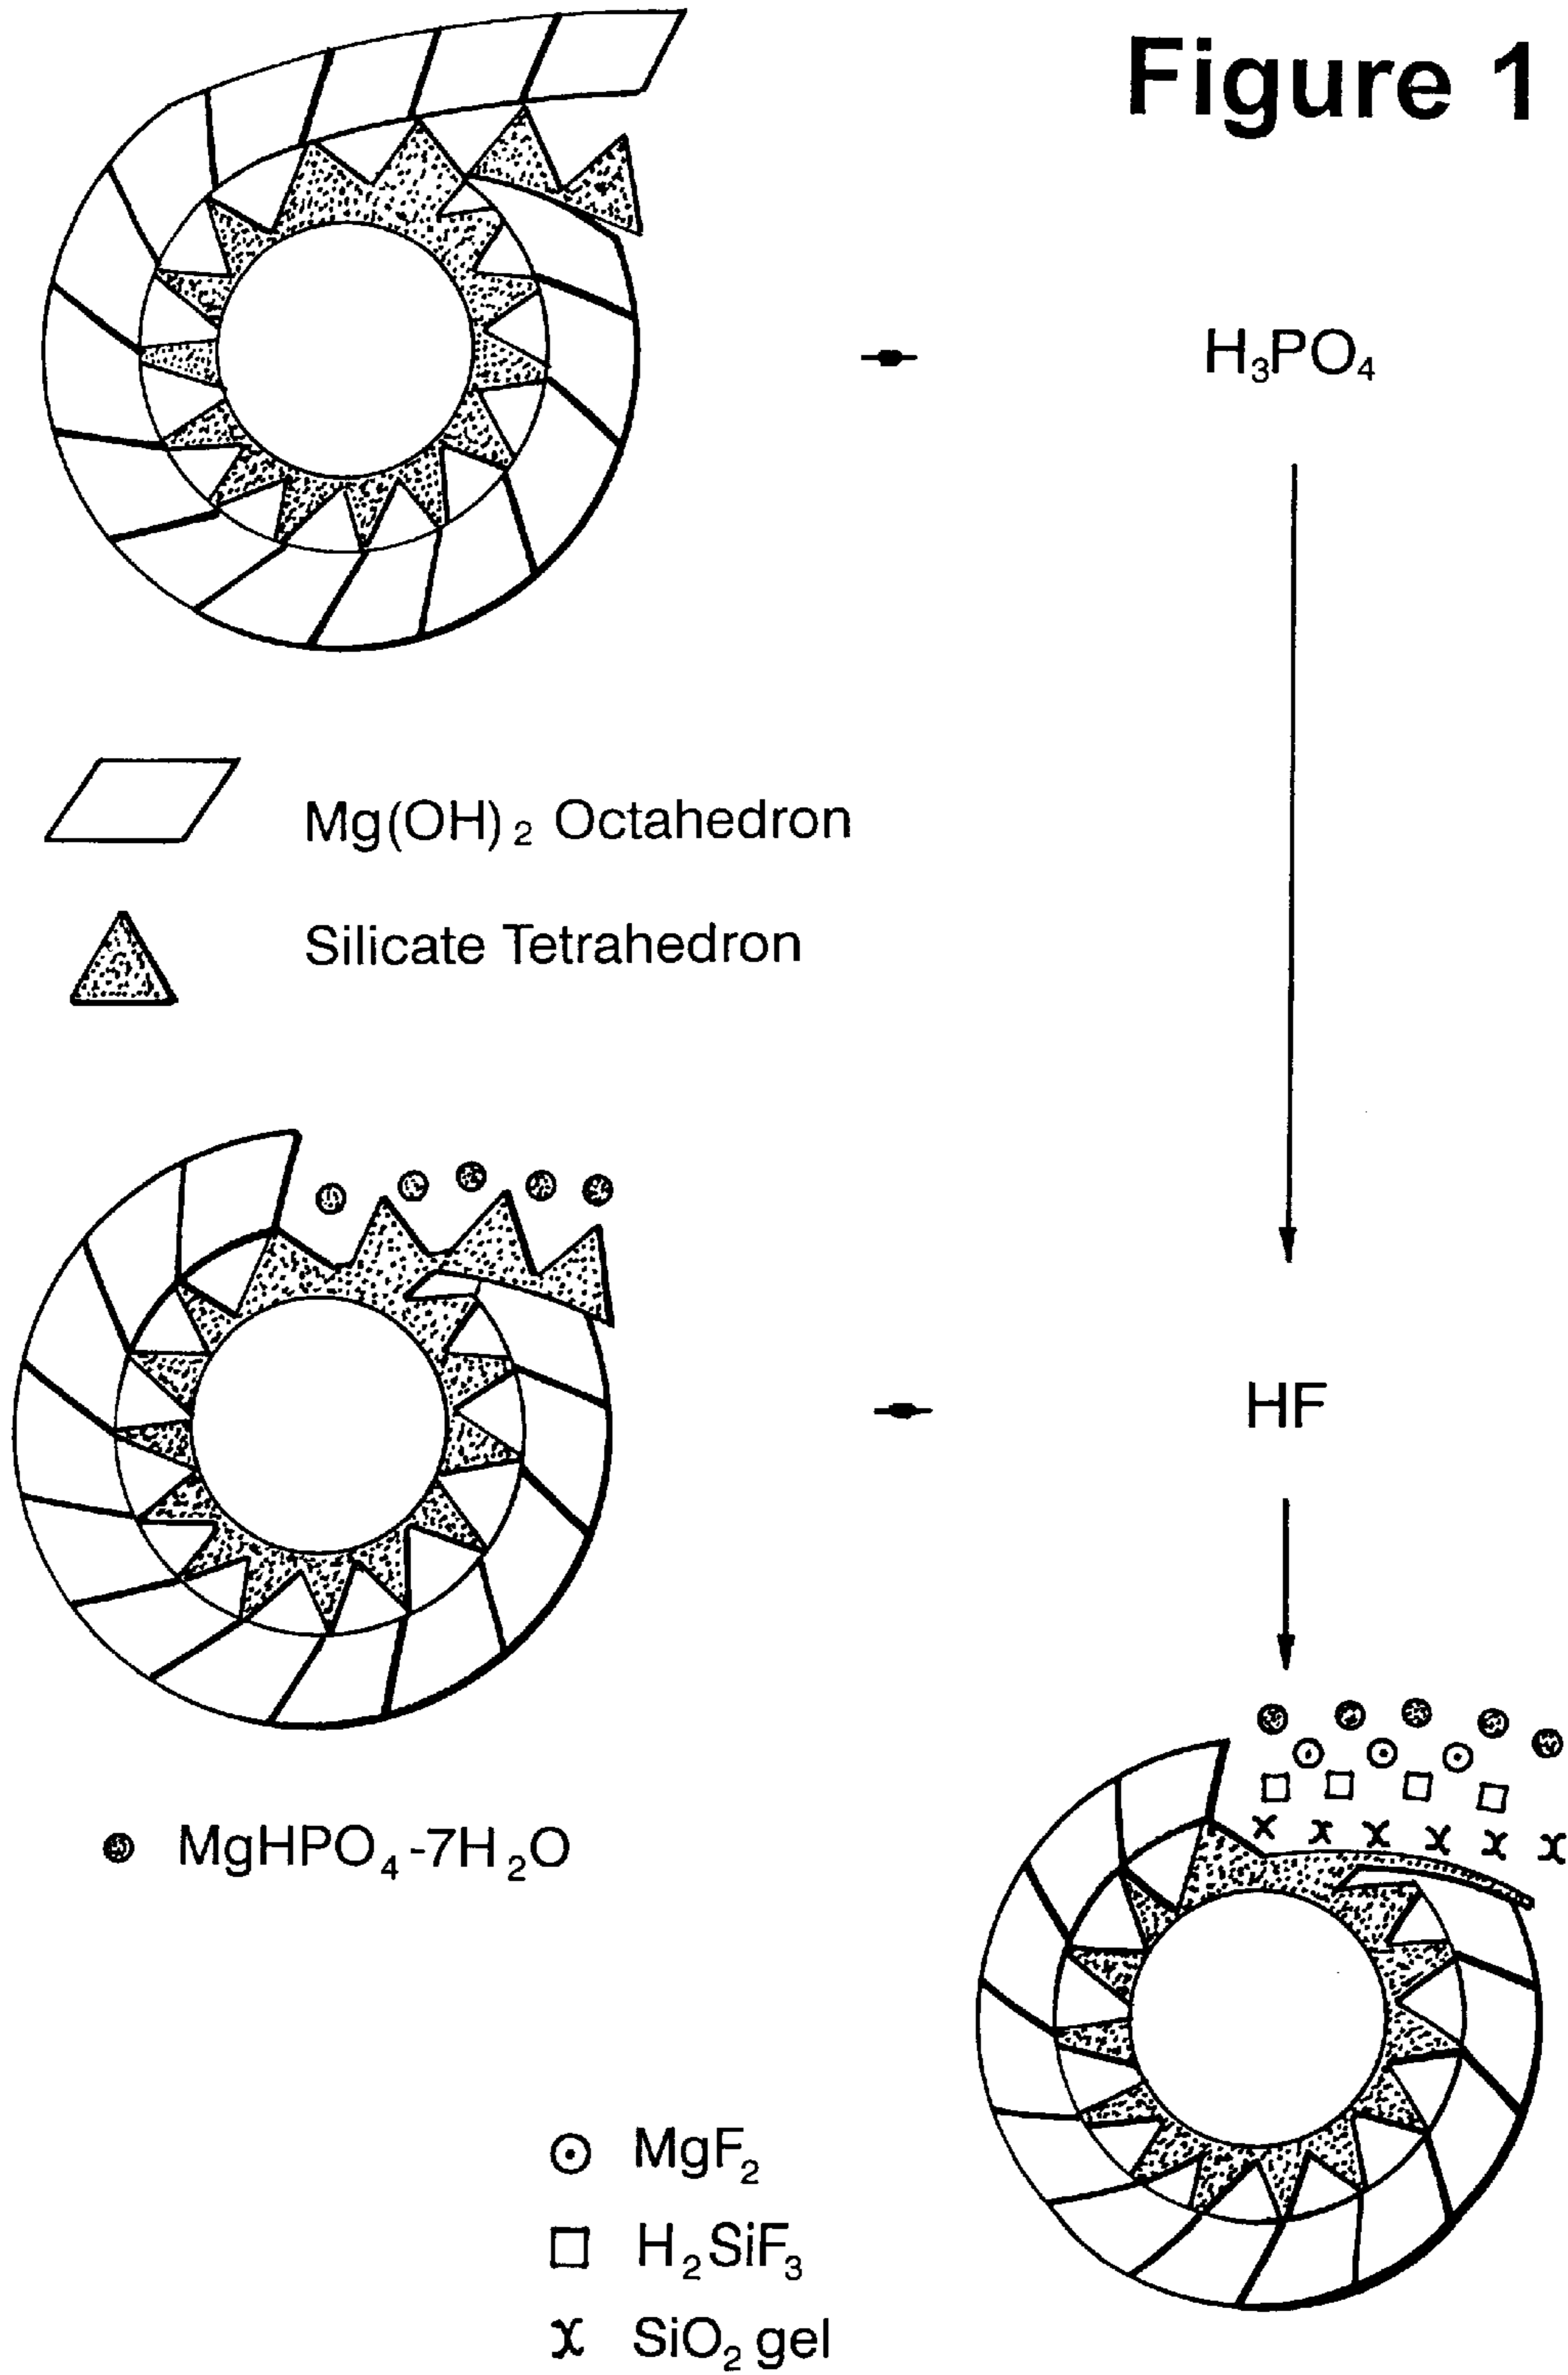 Figure 1
H₃PO₄
Mg(OH)₂ Octahedron
Silicate Tetrahedron
HF
MgHPO₄-7H₂O
MgF₂
H₂SiF₃
SiO₂ gel